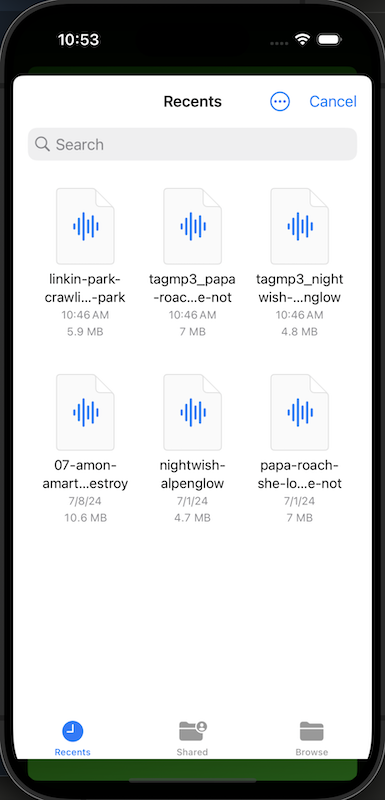 10:53
Recents
Cancel
Search
linkin-park-
crawli...-park
10:46 AM
5.9 MB
tagmp3_papa
-roac...e-not
10:46 AM
7 MB
tagmp3_night
wish-...nglow
10:46 AM
4.8 MB
07-amon-
amart...estroy
7/8/24
10.6 MB
nightwish-
alpenglow
7/1/24
4.7 MB
papa-roach-
she-lo...e-not
7/1/24
7 MB
Recents
Shared
Browse